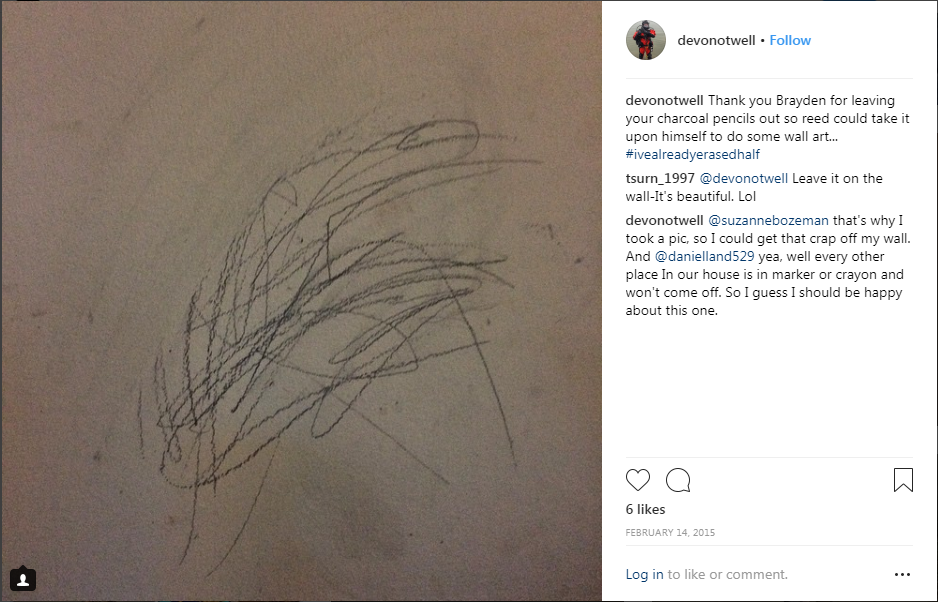 devonotwell • Follow
devonotwell Thank you Brayden for leaving
your charcoal pencils out so reed could take it
upon himself to do some wall art...
#ivealreadyerasedhalf
tsurn_1997 @devonotwell Leave it on the
wall-It's beautiful. Lol
devonotwell @suzannebozeman that's why I
took a pic, so I could get that crap off my wall.
And @danielland529 yea, well every other
place In our house is in marker or crayon and
won't come off. So I guess I should be happy
about this one.
6 likes
FEBRUARY 14, 2015
Log in to like or comment.